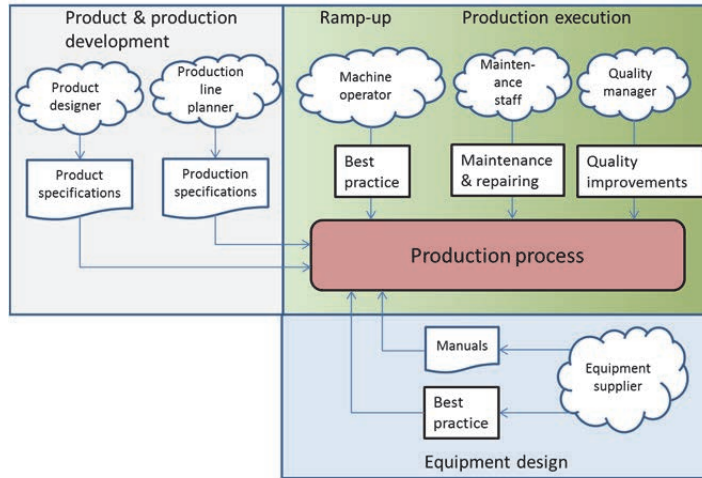 Product & production
development
Ramp-up
Production execution
Product
designer
Production
line
planner
Machine
operator
Mainten-
ance
staff
Quality
manager
Product
specifications
Production
specifications
Best
practice
Maintenance
& repairing
Quality
improvements
Production process
Manuals
Equipment
supplier
Best
practice
Equipment design